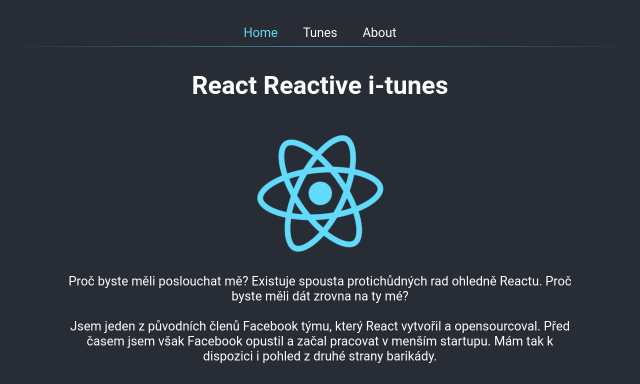 Home Tunes About
React Reactive i-tunes
Proč byste měli poslouchat mě? Existuje spousta protichůdných rad ohledně Reactu. Proč
byste měli dát zrovna na ty mé?
Jsem jeden z původních členů Facebook týmu, který React vytvořil a opensourcoval. Před
časem jsem však Facebook opustil a začal pracovat v menším startupu. Mám tak k
dispozici i pohled z druhé strany barikády.